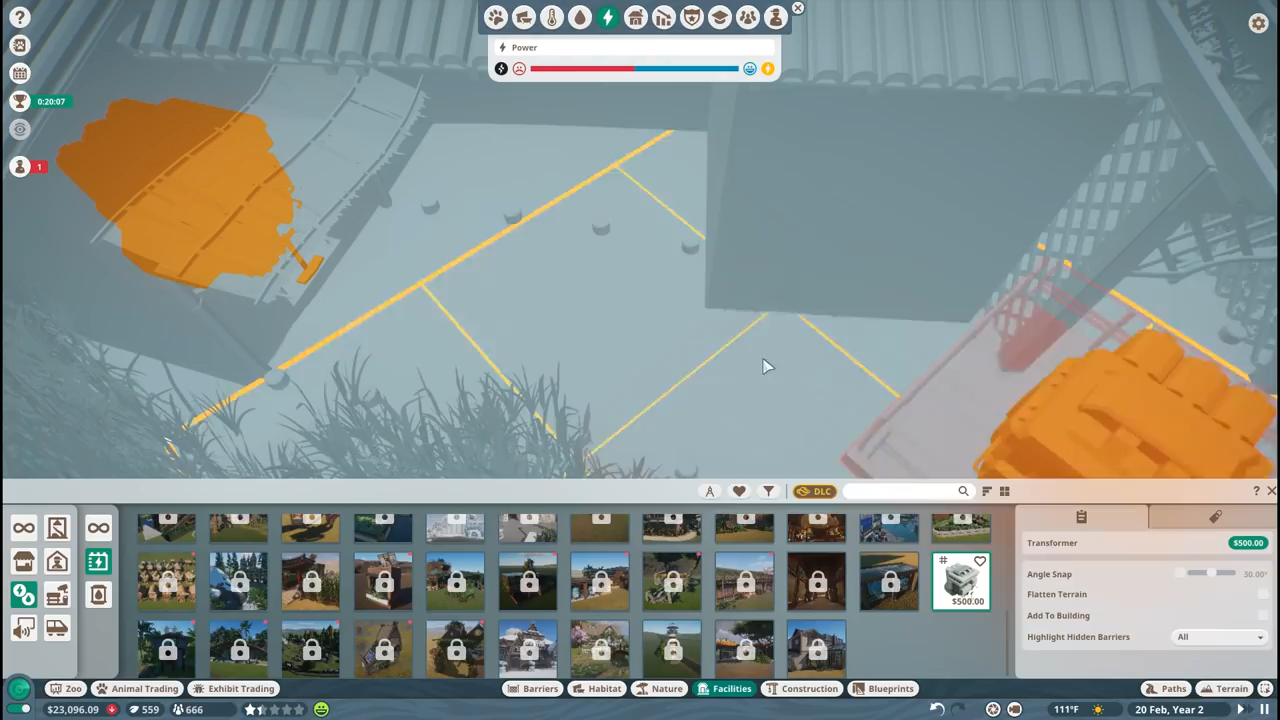 ?
Power
0:20:07
1
DLC
?
Transformer
$500.00
Angle Snap
30.00°
Flatten Terrain
Add To Building
Highlight Hidden Barriers
All
#
$500.00
Zoo
Animal Trading
Exhibit Trading
Barriers
Habitat
Nature
Facilities
Construction
Blueprints
Paths
Terrain
$23,096.09
559
666
111°F
20 Feb, Year 2